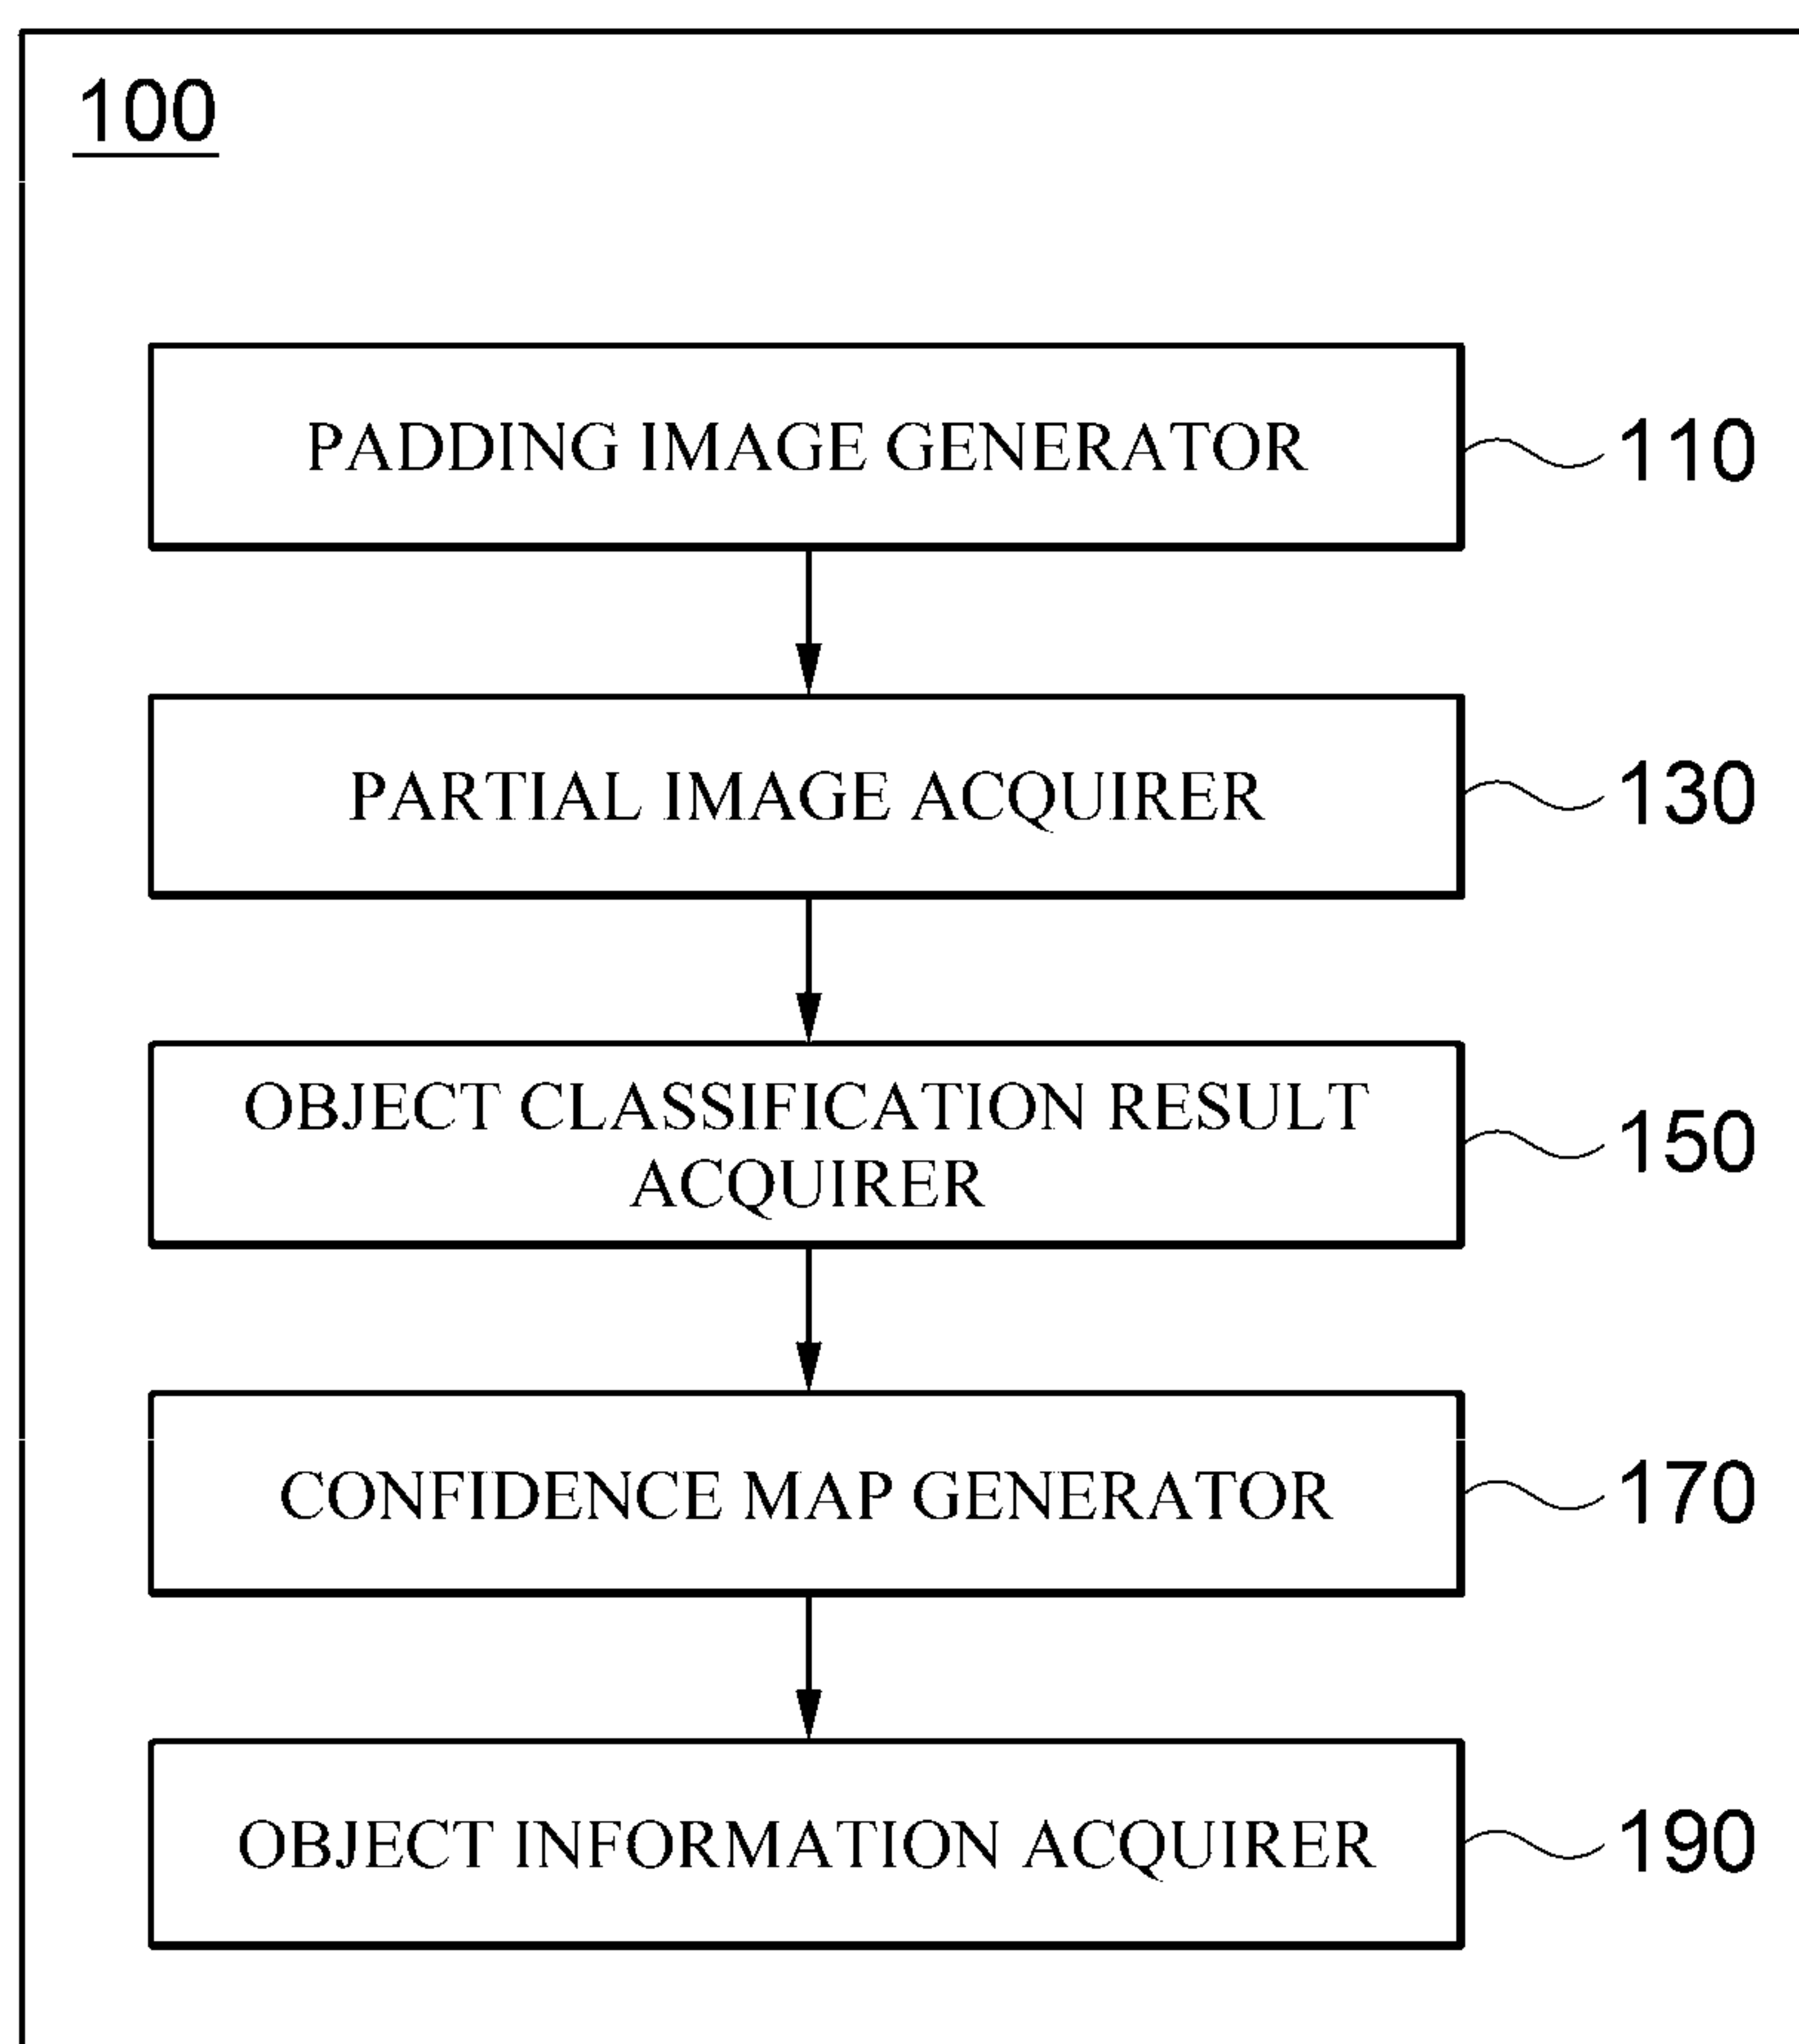 100
PADDING IMAGE GENERATOR
110
PARTIAL IMAGE ACQUIRER
130
OBJECT CLASSIFICATION RESULT
ACQUIRER
150
CONFIDENCE MAP GENERATOR
170
OBJECT INFORMATION ACQUIRER
190